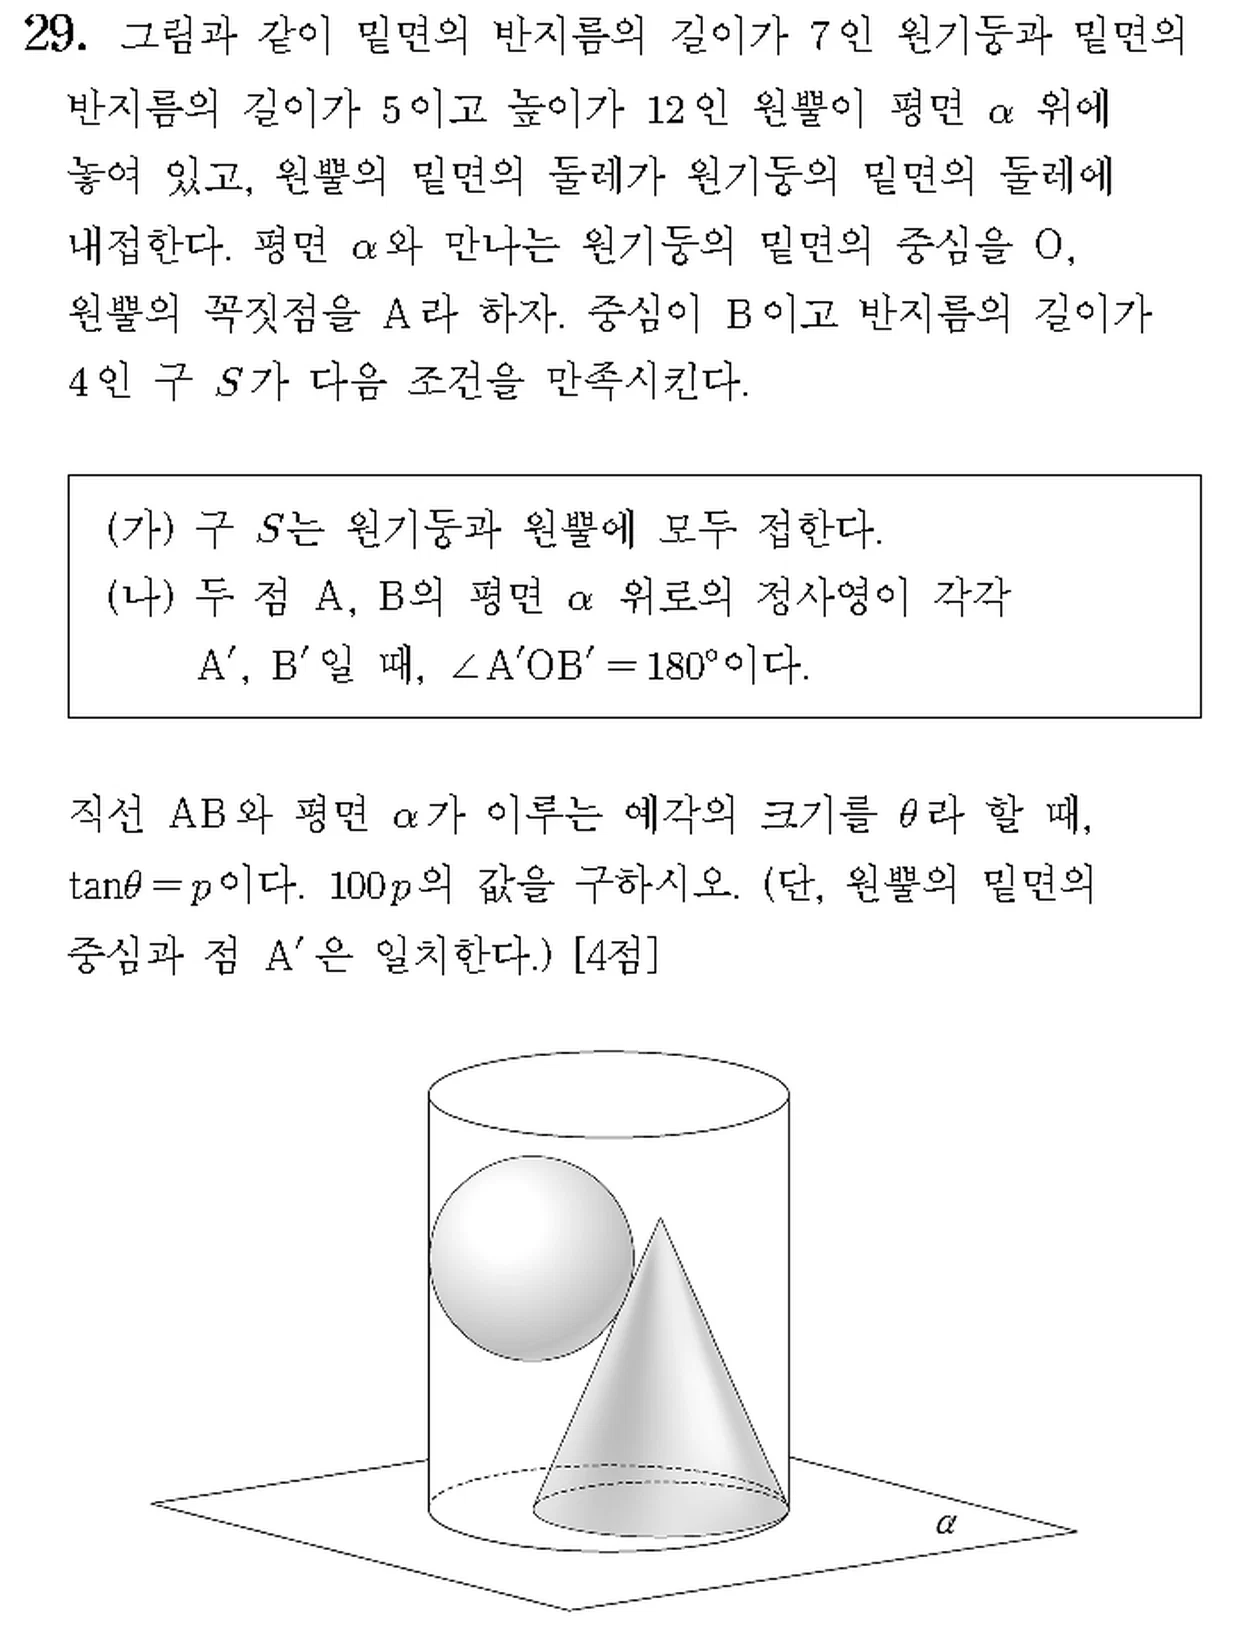 29. 그림과 같이 밑면의 반지름의 길이가 7인 원기둥과 밑면의
반지름의 길이가 5이고 높이가 12인 원뿔이 평면 α 위에
놓여 있고, 원뿔의 밑면의 둘레가 원기둥의 밑면의 둘레에
내접한다. 평면 α와 만나는 원기둥의 밑면의 중심을 O,
원뿔의 꼭짓점을 A라 하자. 중심이 B이고 반지름의 길이가
4인 구 S가 다음 조건을 만족시킨다.
(가) 구 S는 원기둥과 원뿔에 모두 접한다.
(나) 두 점 A, B의 평면 α 위로의 정사영이 각각
A′, B′일 때, ∠A′OB′=180°이다.
직선 AB와 평면 α가 이루는 예각의 크기를 θ라 할 때,
tanθ=p이다. 100p의 값을 구하시오. (단, 원뿔의 밑면의
중심과 점 A′은 일치한다.) [4점]
α